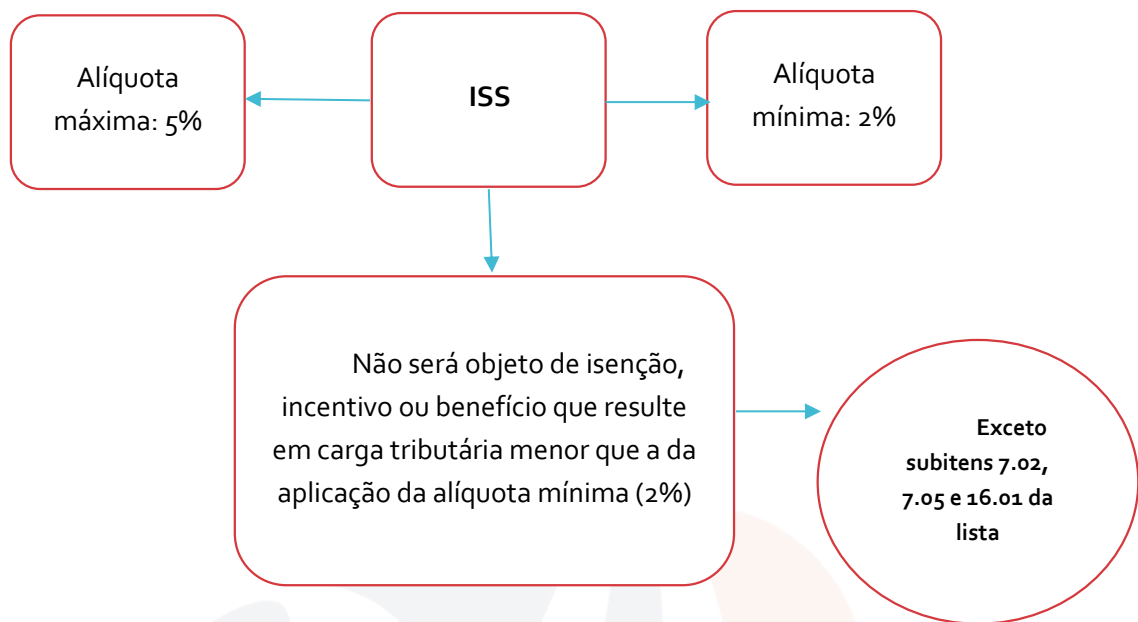 Alíquota
máxima: 5%
ISS
Alíquota
mínima: 2%
Não será objeto de isenção,
incentivo ou benefício que resulte
em carga tributária menor que a da
aplicação da alíquota mínima (2%)
Exceto
subitens 7.02,
7.05 e 16.01 da
lista